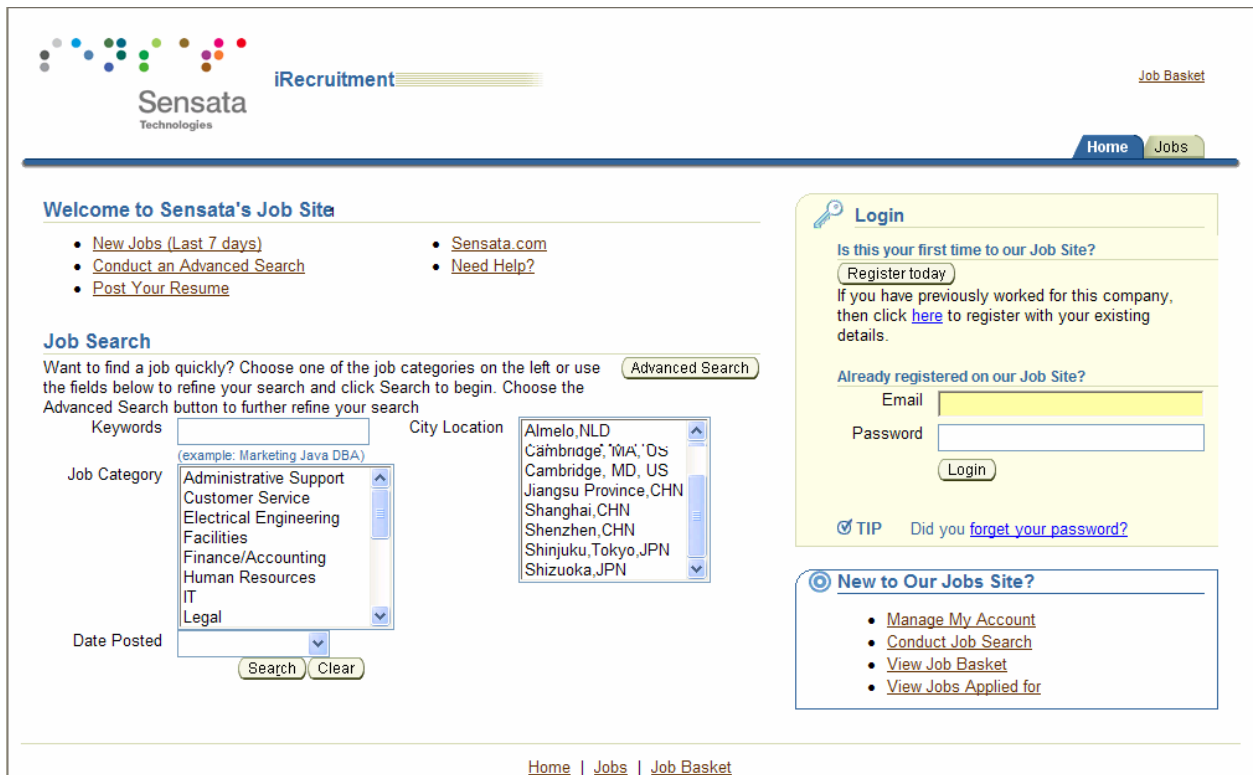 Sensata
Technologies
iRecruitment
Job Basket
Home
Jobs
Welcome to Sensata's Job Site
New Jobs (Last 7 days)
Conduct an Advanced Search
Post Your Resume
Sensata.com
Need Help?
Job Search
Want to find a job quickly? Choose one of the job categories on the left or use
the fields below to refine your search and click Search to begin. Choose the
Advanced Search button to further refine your search
Advanced Search
Keywords
(example: Marketing Java DBA)
City Location
Almelo,NLD
Cambridge, MA, US
Cambridge, MD, US
Jiangsu Province,CHN
Shanghai,CHN
Shenzhen,CHN
Shinjuku,Tokyo,JPN
Shizuoka,JPN
Job Category
Administrative Support
Customer Service
Electrical Engineering
Facilities
Finance/Accounting
Human Resources
IT
Legal
Date Posted
Search
Clear
Login
Is this your first time to our Job Site?
Register today
If you have previously worked for this company,
then click here to register with your existing
details.
Already registered on our Job Site?
Email
Password
Login
TIP Did you forget your password?
New to Our Jobs Site?
Manage My Account
Conduct Job Search
View Job Basket
View Jobs Applied for
Home | Jobs | Job Basket